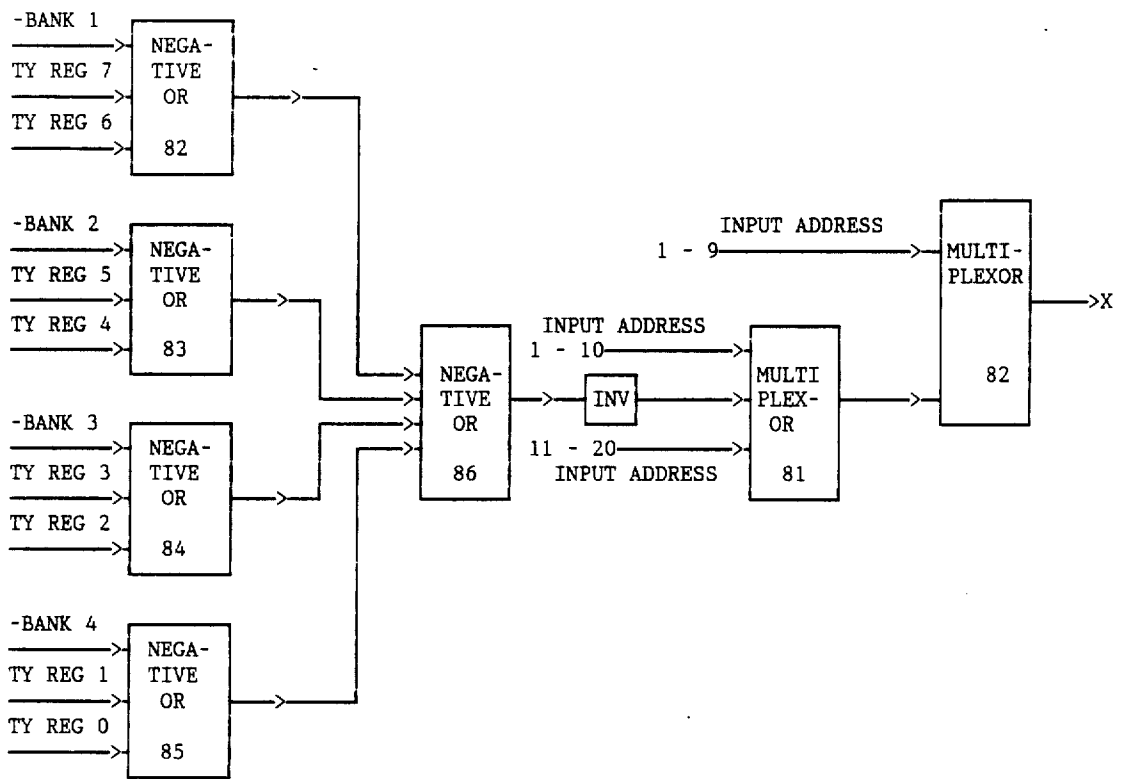 -BANK 1
TY REG 7
TY REG 6
NEGA-
TIVE
OR
82
-BANK 2
TY REG 5
TY REG 4
NEGA-
TIVE
OR
83
-BANK 3
TY REG 3
TY REG 2
NEGA-
TIVE
OR
84
-BANK 4
TY REG 1
TY REG 0
NEGA-
TIVE
OR
85
NEGA-
TIVE
OR
86
INV
INPUT ADDRESS
1 - 10
11 - 20
INPUT ADDRESS
MULTI
PLEX-
OR
81
INPUT ADDRESS
1 - 9
MULTI-
PLEXOR
82
X